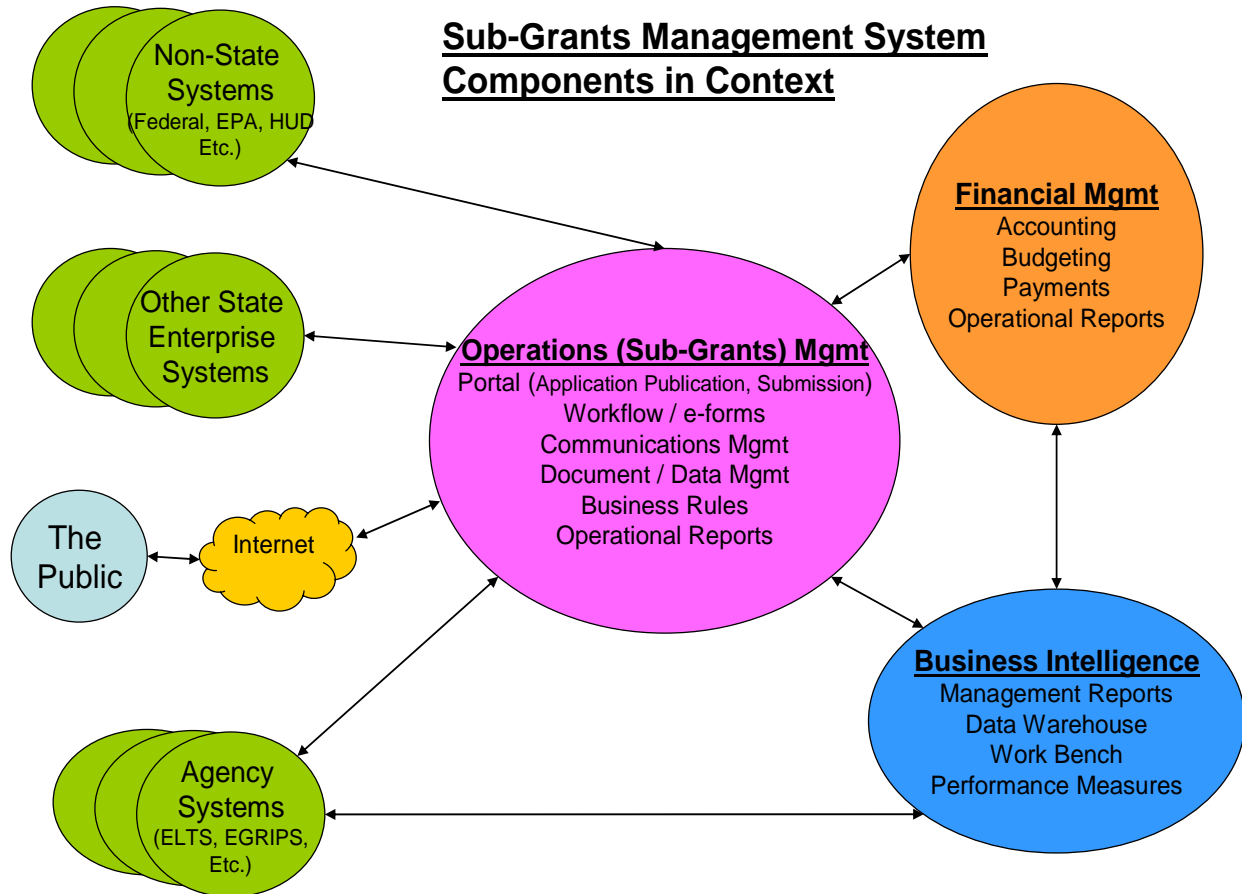 Sub-Grants Management System
Components in Context
Non-State
Systems
(Federal, EPA, HUD
Etc.)
Financial Mgmt
Accounting
Budgeting
Payments
Operational Reports
Other State
Enterprise
Systems
Operations (Sub-Grants) Mgmt
Portal (Application Publication, Submission)
Workflow / e-forms
Communications Mgmt
Document / Data Mgmt
Business Rules
Operational Reports
The
Public
Internet
Business Intelligence
Management Reports
Data Warehouse
Work Bench
Performance Measures
Agency
Systems
(ELTS, EGRIPS,
Etc.)